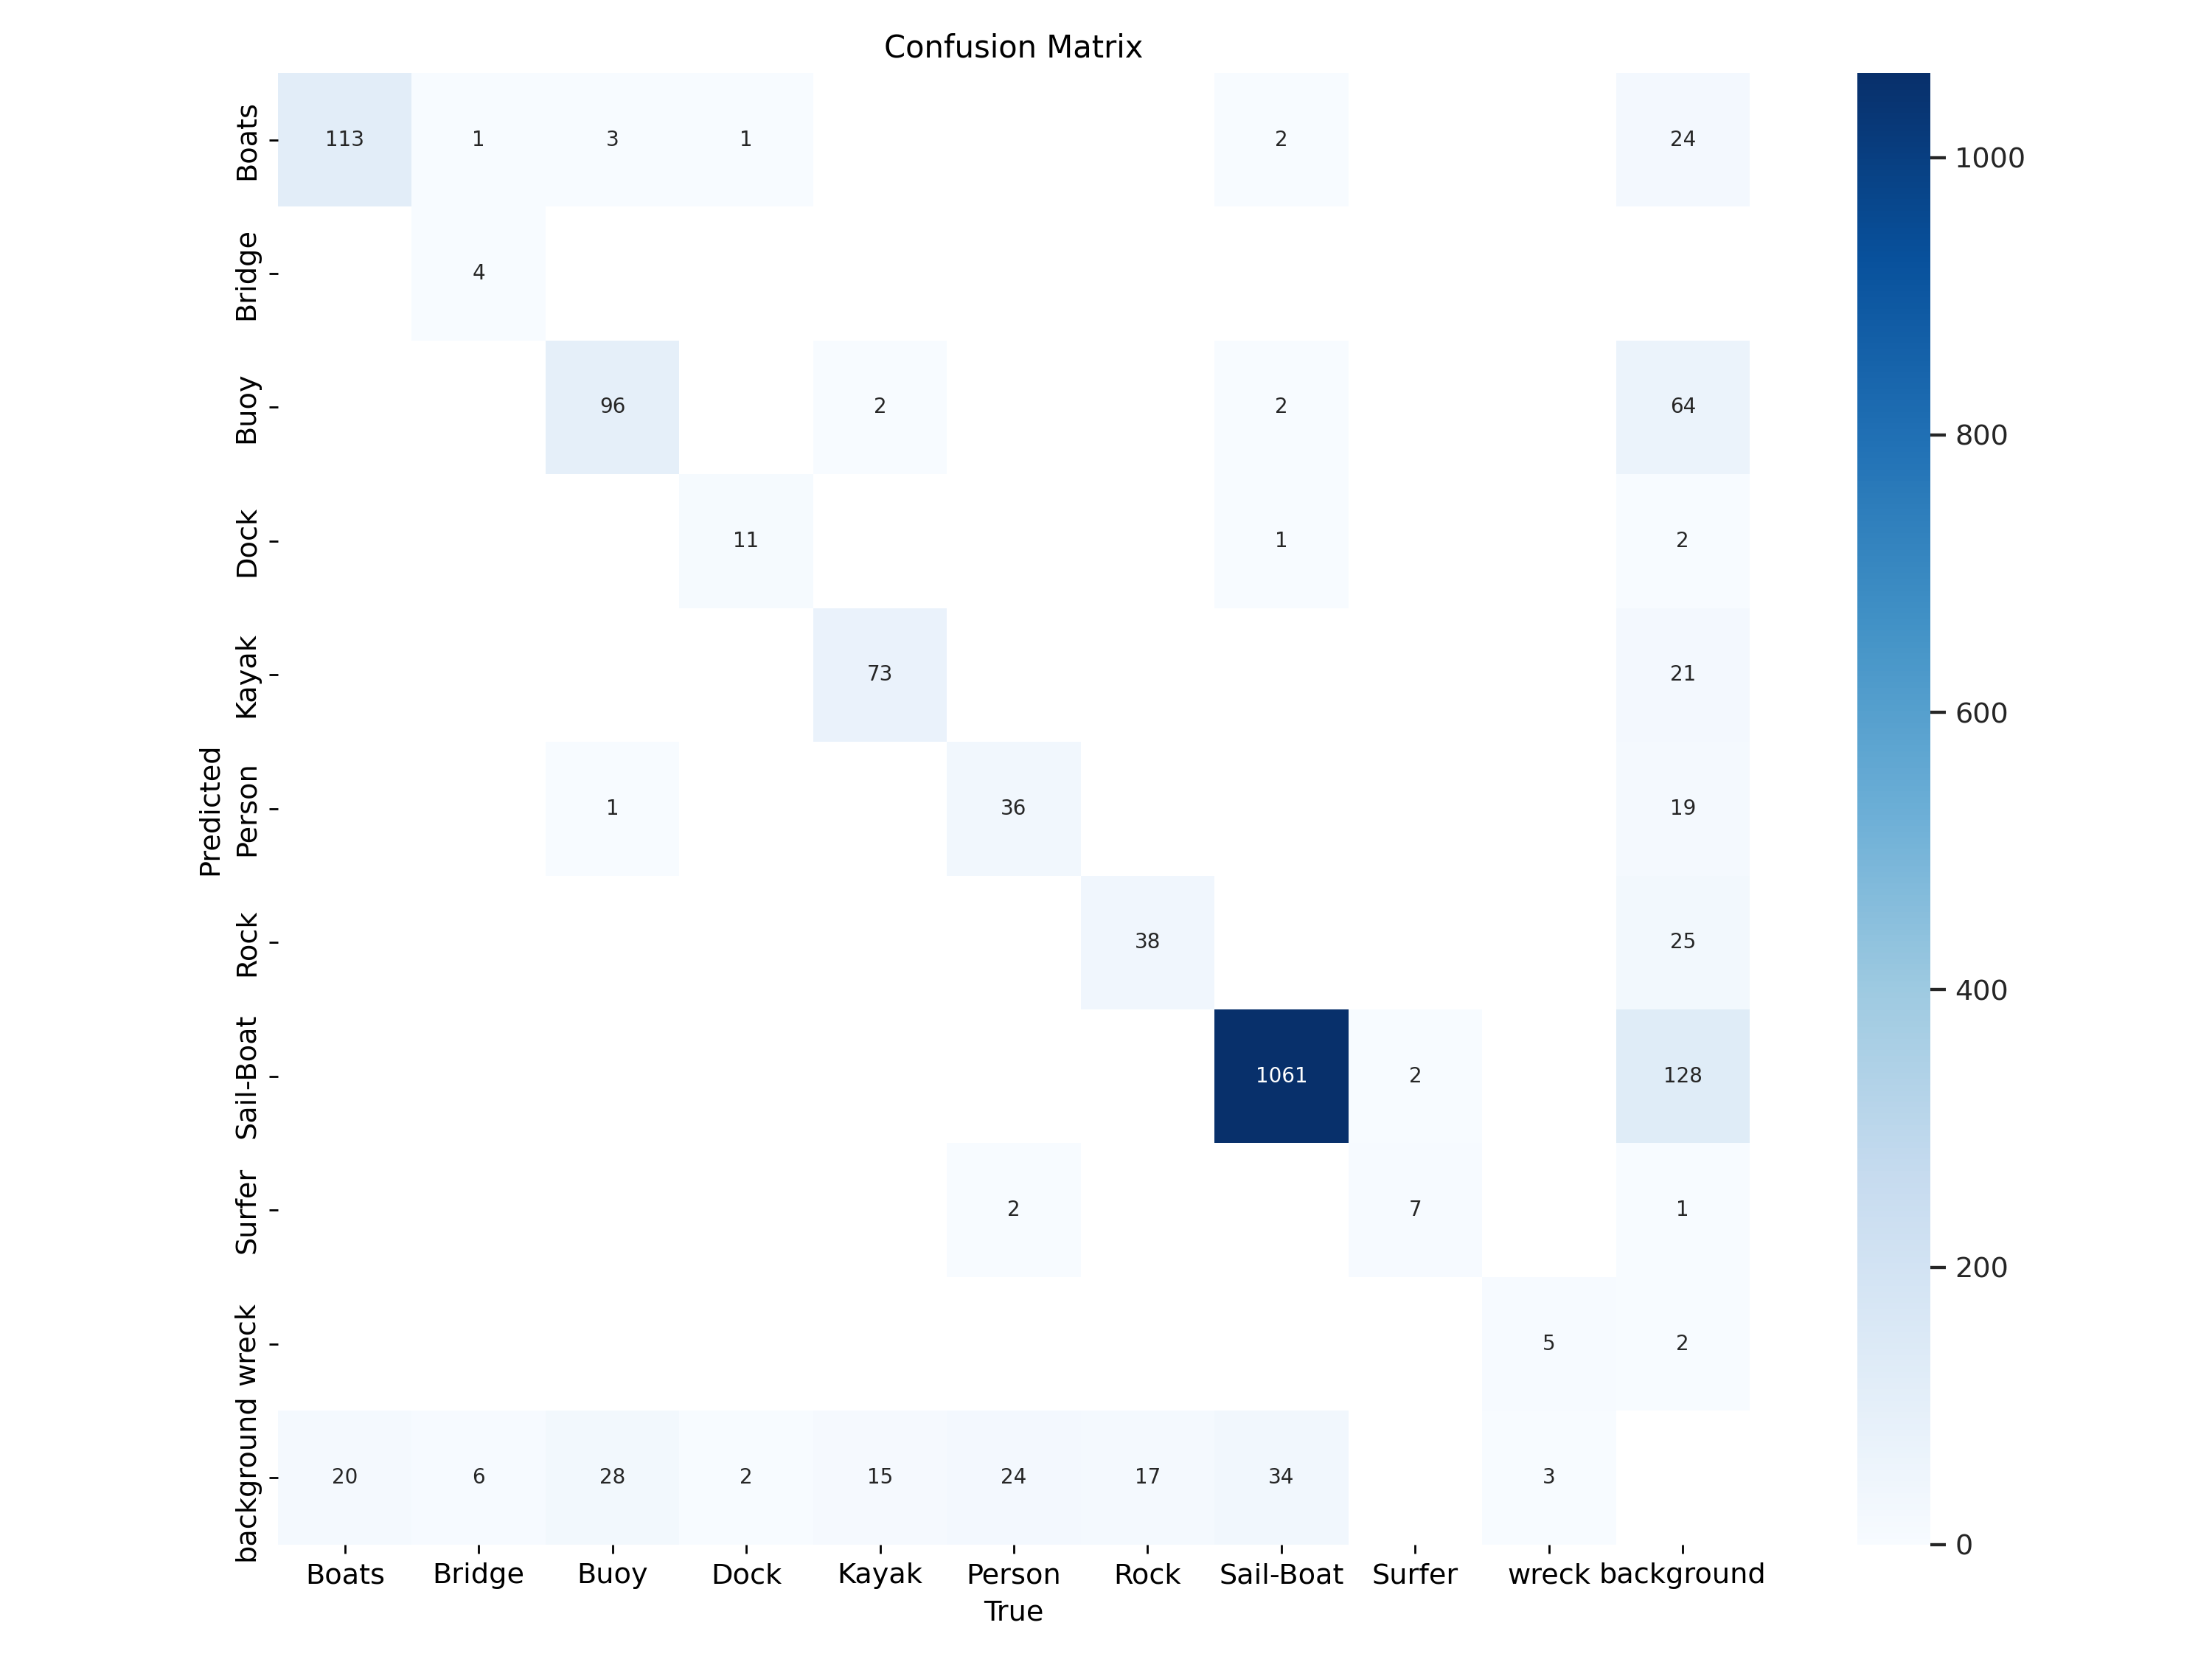 Confusion Matrix
Boats 113 1 3 1 2 24
Bridge 4
Buoy 96 2 2 64
Dock 11 1 2
Kayak 73 21
Person 1 36 19
Rock 38 25
Sail-Boat 1061 2 128
Surfer 2 7 1
wreck 5 2
background 20 6 28 2 15 24 17 34 3
Predicted
Boats Bridge Buoy Dock Kayak Person Rock Sail-Boat Surfer wreck background
True
1000
800
600
400
200
0